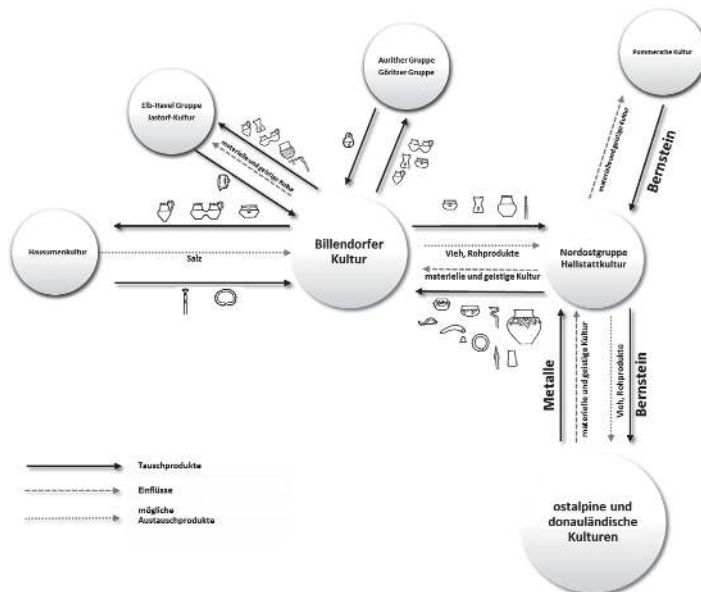 Aurither Gruppe
Göritzer Gruppe
Pommersche Kultur
Elb-Havel Gruppe
Jastorf-Kultur
materielle und geistige Kultur
materielle und geistige Kultur
Bernstein
Hausurnenkultur
Salz
Billendorfer
Kultur
Vieh, Rohprodukte
materielle und geistige Kultur
Nordostgruppe
Hallstattkultur
Metalle
materielle und geistige Kultur
Vieh, Rohprodukte
Bernstein
Tauschprodukte
Einflüsse
mögliche
Austauschprodukte
ostalpine und
donauländische
Kulturen